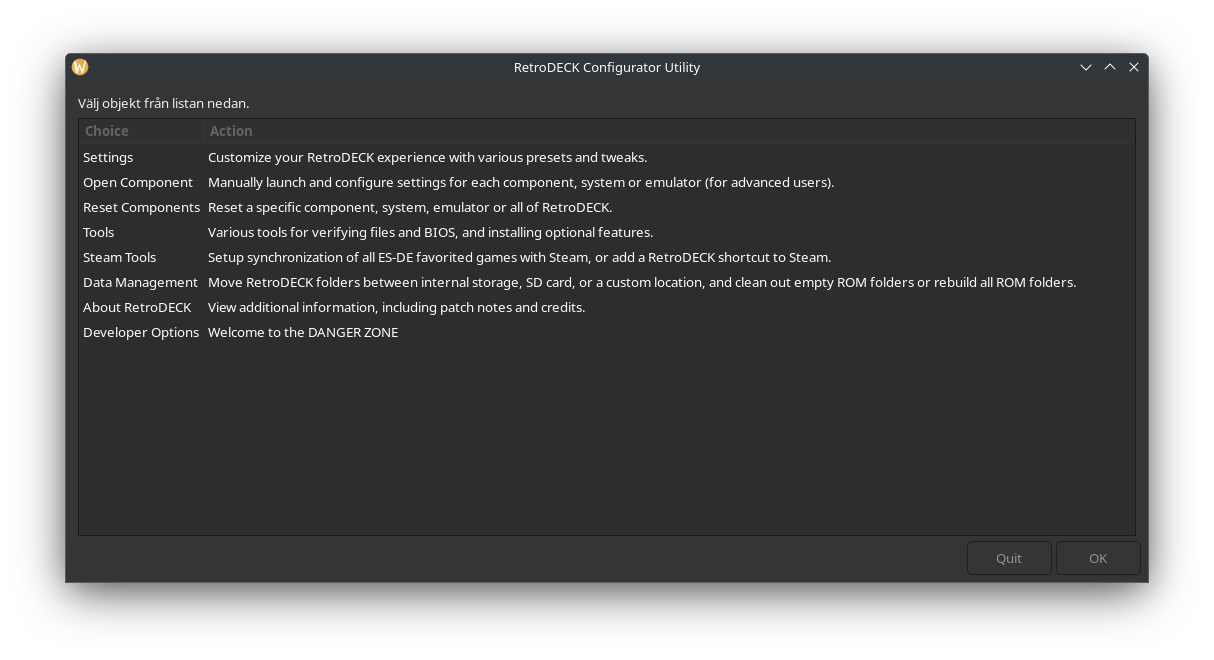 RetroDECK Configurator Utility
Välj objekt från listan nedan.
Choice Action
Settings Customize your RetroDECK experience with various presets and tweaks.
Open Component Manually launch and configure settings for each component, system or emulator (for advanced users).
Reset Components Reset a specific component, system, emulator or all of RetroDECK.
Tools Various tools for verifying files and BIOS, and installing optional features.
Steam Tools Setup synchronization of all ES-DE favorited games with Steam, or add a RetroDECK shortcut to Steam.
Data Management Move RetroDECK folders between internal storage, SD card, or a custom location, and clean out empty ROM folders or rebuild all ROM folders.
About RetroDECK View additional information, including patch notes and credits.
Developer Options Welcome to the DANGER ZONE
Quit OK